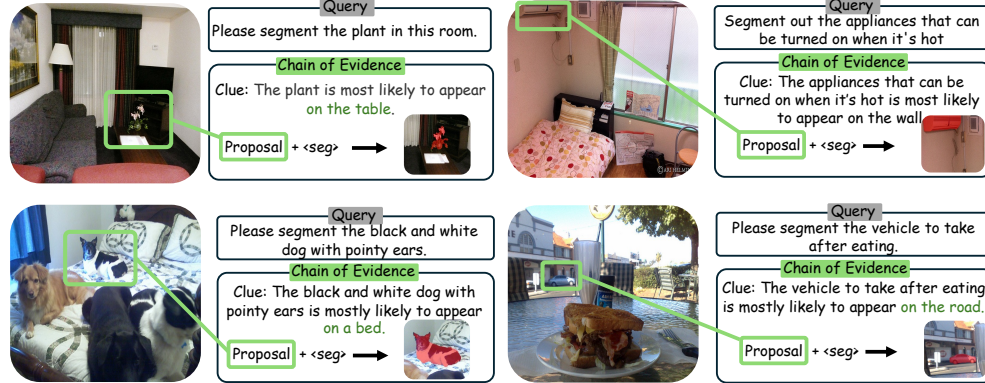 Query
Please segment the plant in this room.
Chain of Evidence
Clue: The plant is most likely to appear
on the table.
Proposal + <seg>
Query
Segment out the appliances that can
be turned on when it's hot
Chain of Evidence
Clue: The appliances that can be
turned on when it's hot is most likely
to appear on the wall
Proposal + <seg>
Query
Please segment the black and white
dog with pointy ears.
Chain of Evidence
Clue: The black and white dog with
pointy ears is mostly likely to appear
on a bed.
Proposal + <seg>
Query
Please segment the vehicle to take
after eating.
Chain of Evidence
Clue: The vehicle to take after eating
is mostly likely to appear on the road.
Proposal + <seg>